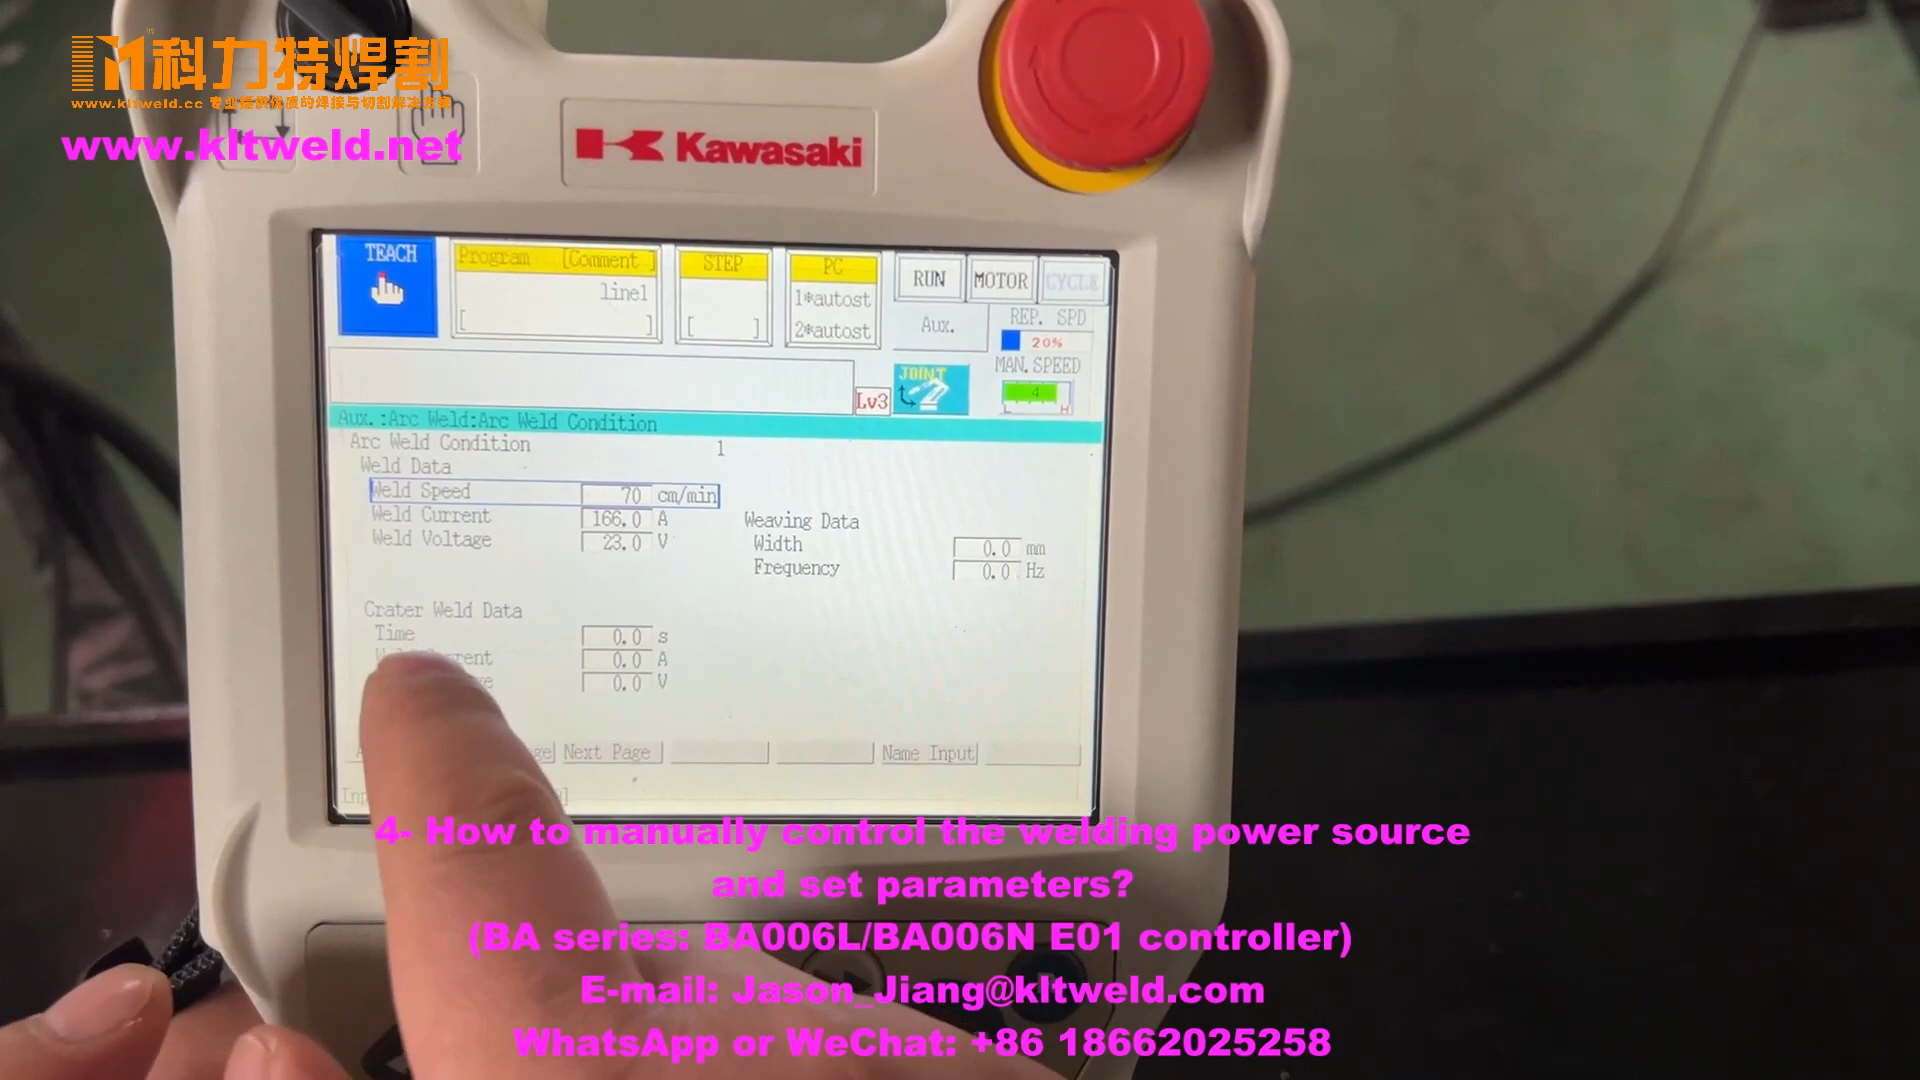 科力特焊割
www.kltweld.cc 专业提供优质的焊接与切割解决方案
www.kltweld.net
Kawasaki
TEACH
Program [Comment ]
line1
[ ]
STEP
[ ]
PC
1*autost
2*autost
RUN
MOTOR
CYCLE
Aux.
REP. SPD
20%
MAN.SPEED
4
L H
Lv3
JOINT
Aux.:Arc Weld:Arc Weld Condition
Arc Weld Condition 1
Weld Data
Weld Speed 70 cm/min
Weld Current 166.0 A
Weld Voltage 23.0 V
Weaving Data
Width 0.0 mm
Frequency 0.0 Hz
Crater Weld Data
Time 0.0 s
0.0 A
0.0 V
Next Page
Name Input
4- How to manually control the welding power source
and set parameters?
(BA series: BA006L/BA006N E01 controller)
E-mail: Jason_Jiang@kltweld.com
WhatsApp or WeChat: +86 18662025258